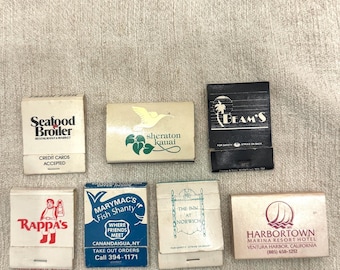 Seafood
Broiler
CREDIT CARDS
ACCEPTED
sheraton
kauai
BEAM'S
RAPPA'S
MARYMAC'S
Fish Shanty
WHERE
FRIENDS
MEET
CANANDAIGUA, NY
TAKE OUT ORDERS
Call 394-1171
THE INN
AT
HARBORTOWN
MARINA RESORT HOTEL
VENTURA HARBOR, CALIFORNIA